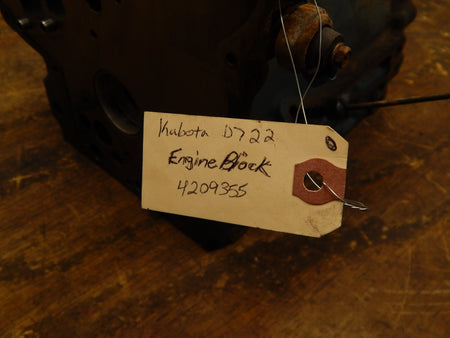 Kubota D722
Engine Block
4209355